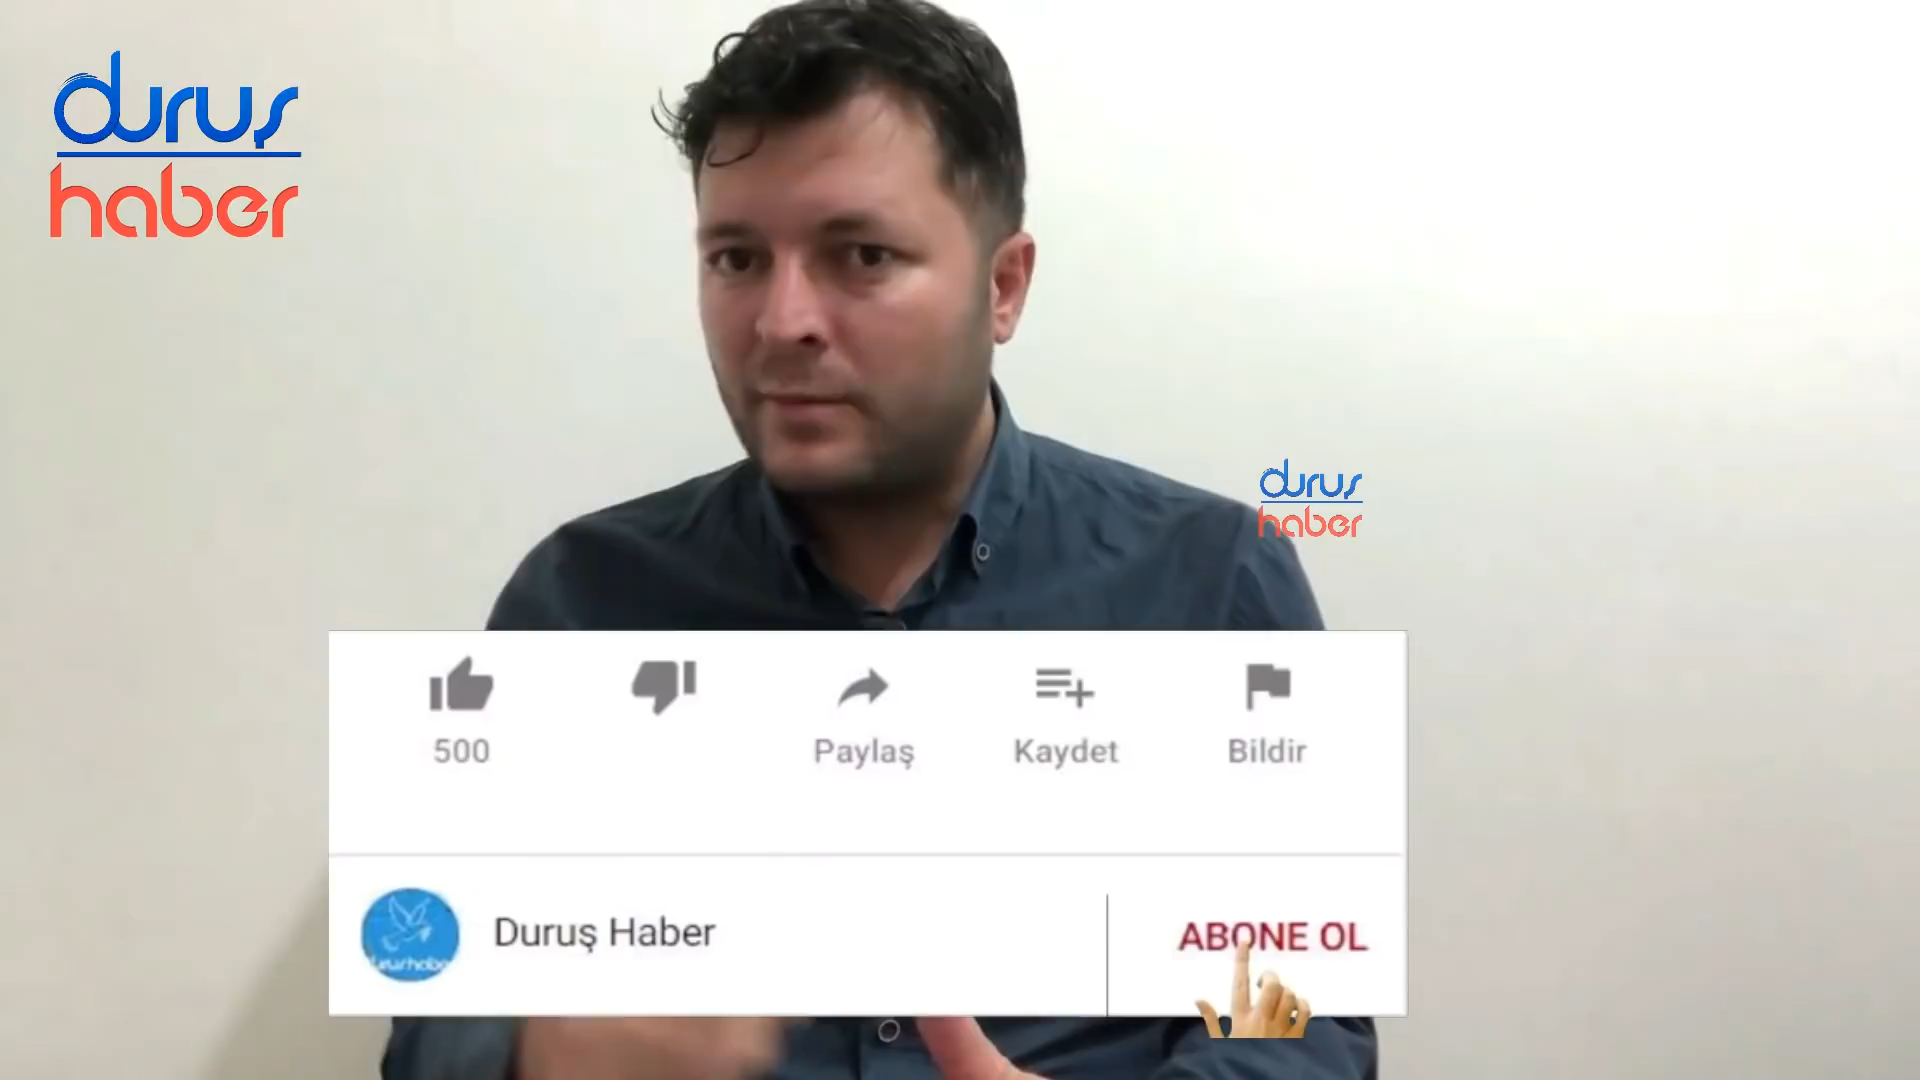 duruş
haber
duruş
haber
500
Paylaş
Kaydet
Bildir
Duruş Haber
ABONE OL